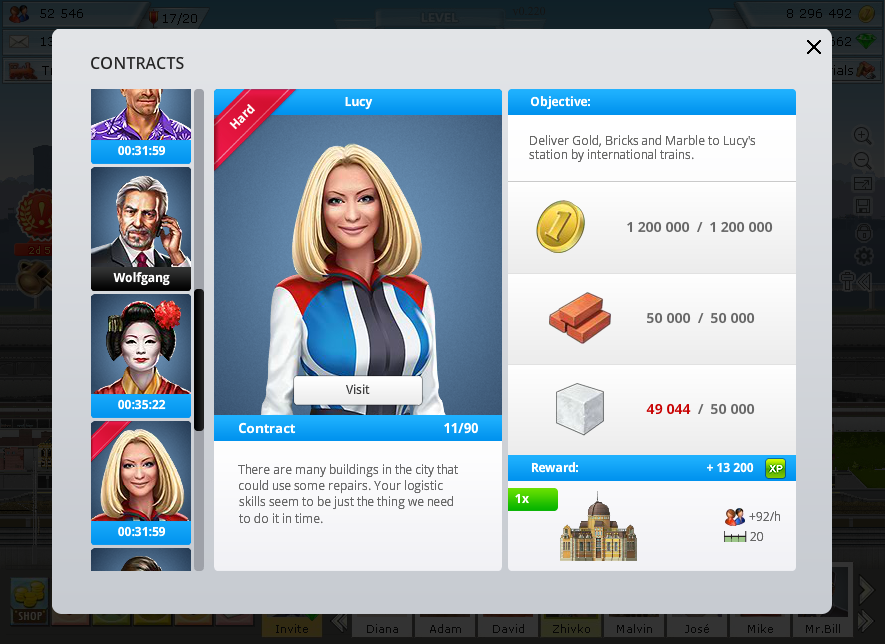 52 546
17/20
LEVEL
8 296 492
CONTRACTS
00:31:59
Wolfgang
00:35:22
00:31:59
Hard
Lucy
Visit
Contract 11/90
There are many buildings in the city that
could use some repairs. Your logistic
skills seem to be just the thing we need
to do it in time.
Objective:
Deliver Gold, Bricks and Marble to Lucy's
station by international trains.
1 200 000 / 1 200 000
50 000 / 50 000
49 044 / 50 000
Reward: + 13 200 XP
1x
+92/h
20
SHOP
Invite
Diana
Adam
David
Zhivko
Malvin
José
Mike
Mr.Bill